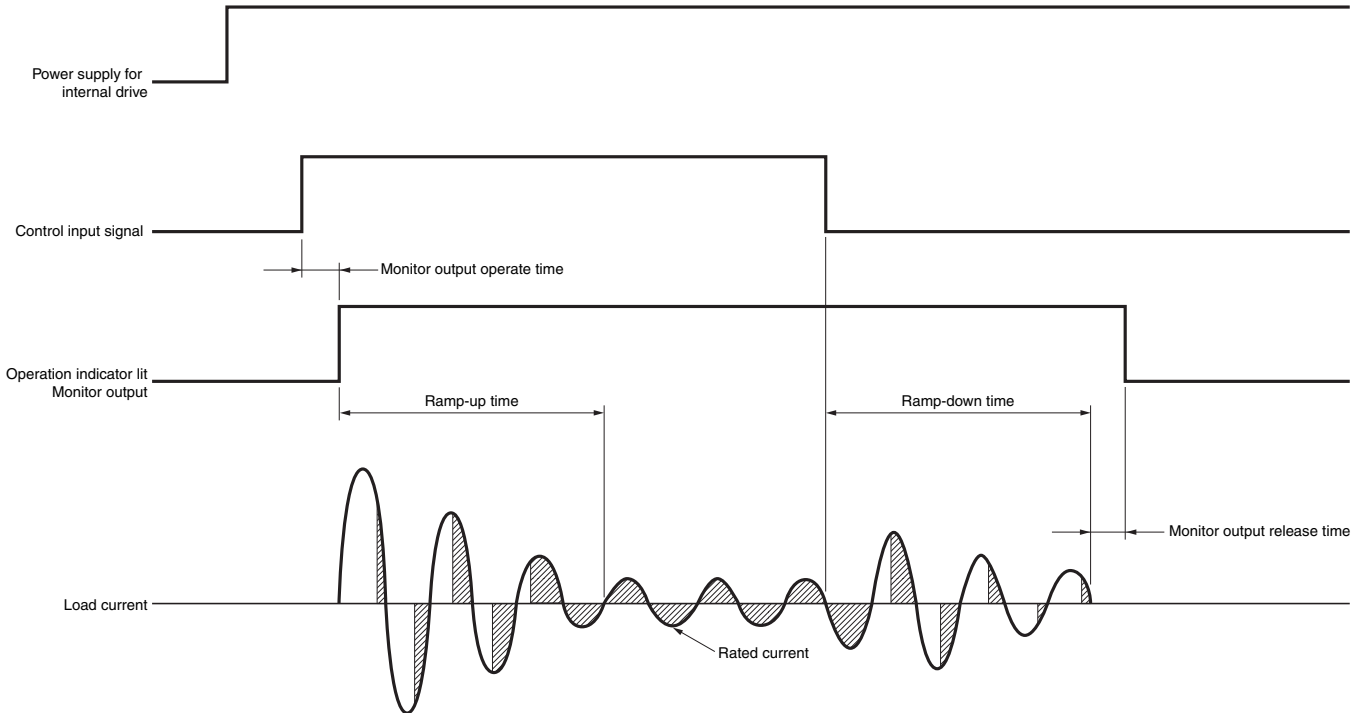 Power supply for
internal drive
Control input signal
Monitor output operate time
Operation indicator lit
Monitor output
Ramp-up time
Ramp-down time
Monitor output release time
Load current
Rated current